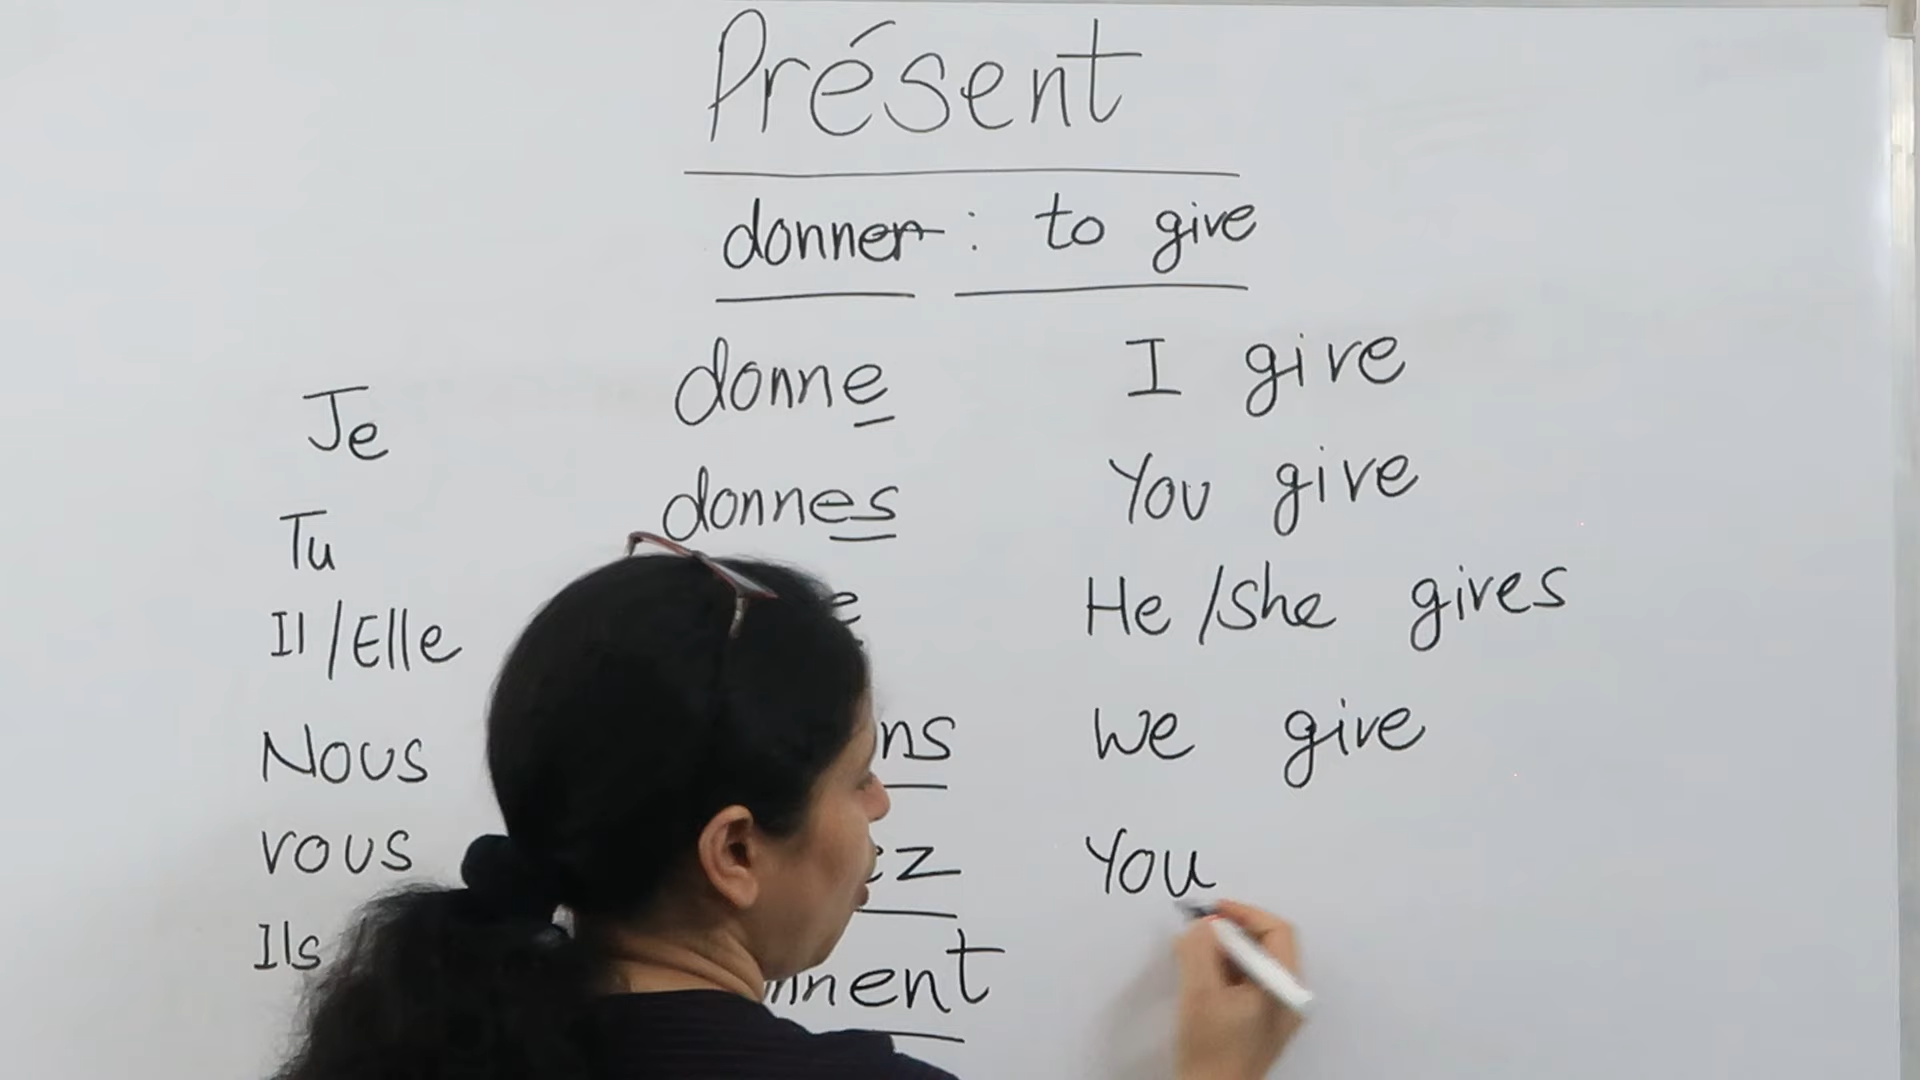 Présent
donner : to give
Je donne I give
Tu donnes You give
Il/Elle He/She gives
Nous We give
vous You
Ils